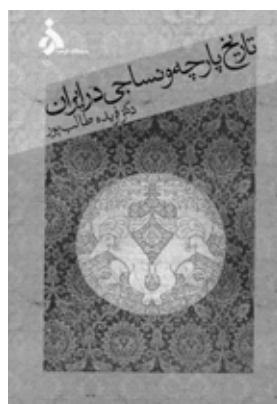 تاریخ پارچه و نساجی در ایران
دکتر فریده طالب‌پور